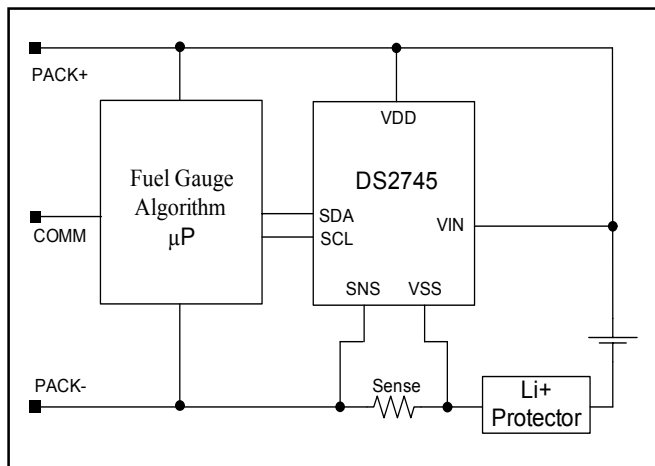 PACK+
VDD
Fuel Gauge
Algorithm
µP
DS2745
COMM
SDA
SCL
VIN
SNS
VSS
PACK-
Sense
Li+
Protector